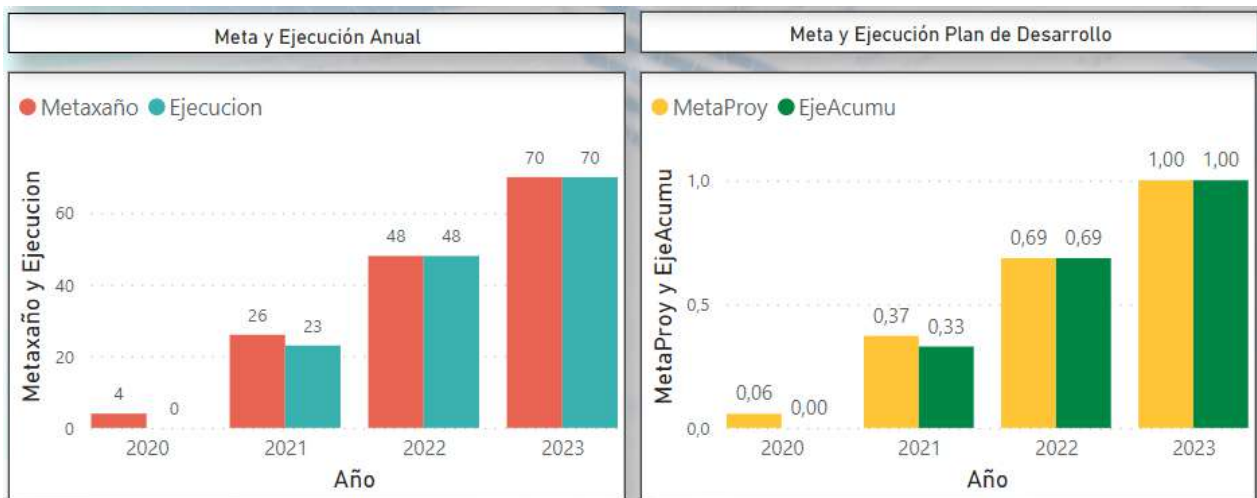 Meta y Ejecución Anual
Metaxaño Ejecucion
Metaxaño y Ejecucion
60
40
20
0
4
0
26
23
48
48
70
70
2020 2021 2022 2023
Año
Meta y Ejecución Plan de Desarrollo
MetaProy EjeAcumu
MetaProy y EjeAcumu
1,0
0,5
0,0
0,06
0,00
0,37
0,33
0,69
0,69
1,00
1,00
2020 2021 2022 2023
Año